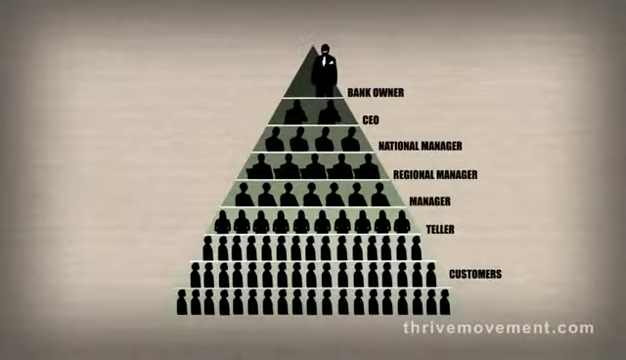 BANK OWNER
CEO
NATIONAL MANAGER
REGIONAL MANAGER
MANAGER
TELLER
CUSTOMERS
thrivemovement.com